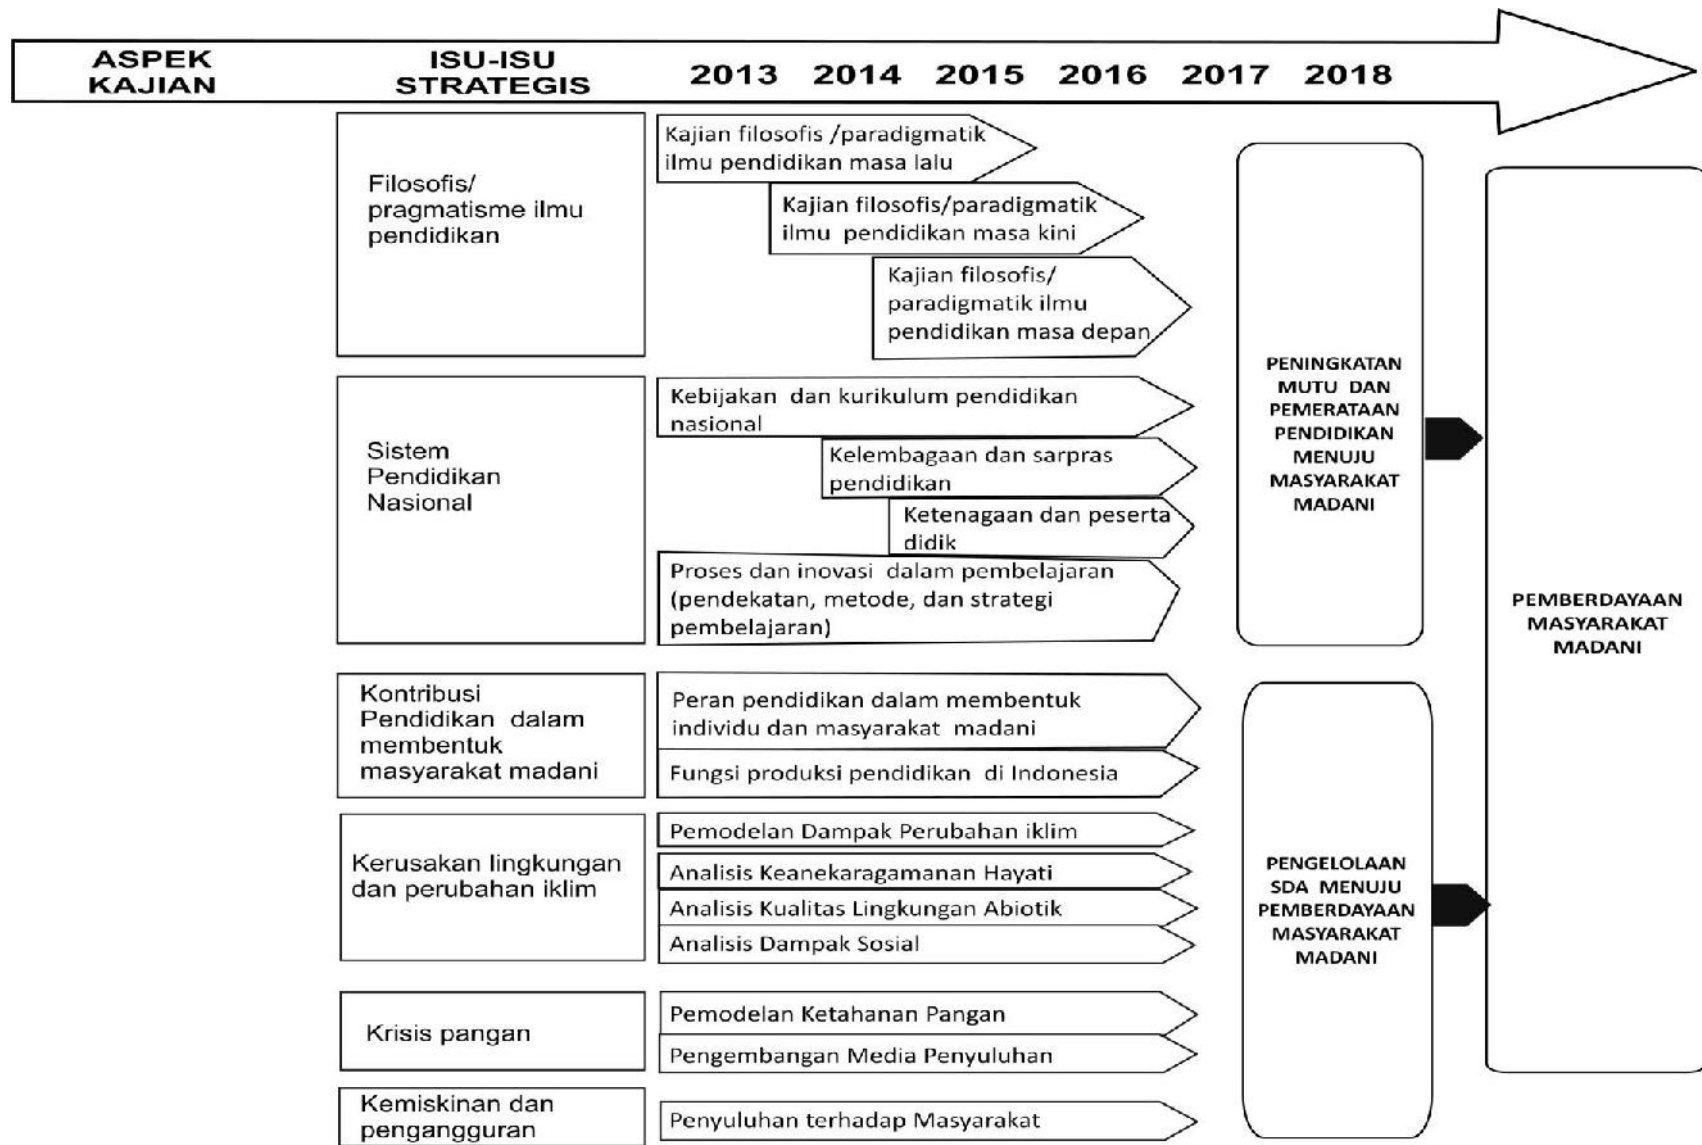 ASPEK
KAJIAN
ISU-ISU
STRATEGIS
2013 2014 2015 2016 2017 2018
Filosofis/
pragmatisme ilmu
pendidikan
Kajian filosofis /paradigmatik
ilmu pendidikan masa lalu
Kajian filosofis/paradigmatik
ilmu pendidikan masa kini
Kajian filosofis/
paradigmatik ilmu
pendidikan masa depan
Sistem
Pendidikan
Nasional
Kebijakan dan kurikulum pendidikan
nasional
Kelembagaan dan sarpras
pendidikan
Ketenagaan dan peserta
didik
Proses dan inovasi dalam pembelajaran
(pendekatan, metode, dan strategi
pembelajaran)
Kontribusi
Pendidikan dalam
membentuk
masyarakat madani
Peran pendidikan dalam membentuk
individu dan masyarakat madani
Fungsi produksi pendidikan di Indonesia
Kerusakan lingkungan
dan perubahan iklim
Pemodelan Dampak Perubahan iklim
Analisis Keanekaragamanan Hayati
Analisis Kualitas Lingkungan Abiotik
Analisis Dampak Sosial
Krisis pangan
Pemodelan Ketahanan Pangan
Pengembangan Media Penyuluhan
Kemiskinan dan
pengangguran
Penyuluhan terhadap Masyarakat
PENINGKATAN
MUTU DAN
PEMERATAAN
PENDIDIKAN
MENUJU
MASYARAKAT
MADANI
PENGELOLAAN
SDA MENUJU
PEMBERDAYAAN
MASYARAKAT
MADANI
PEMBERDAYAAN
MASYARAKAT
MADANI